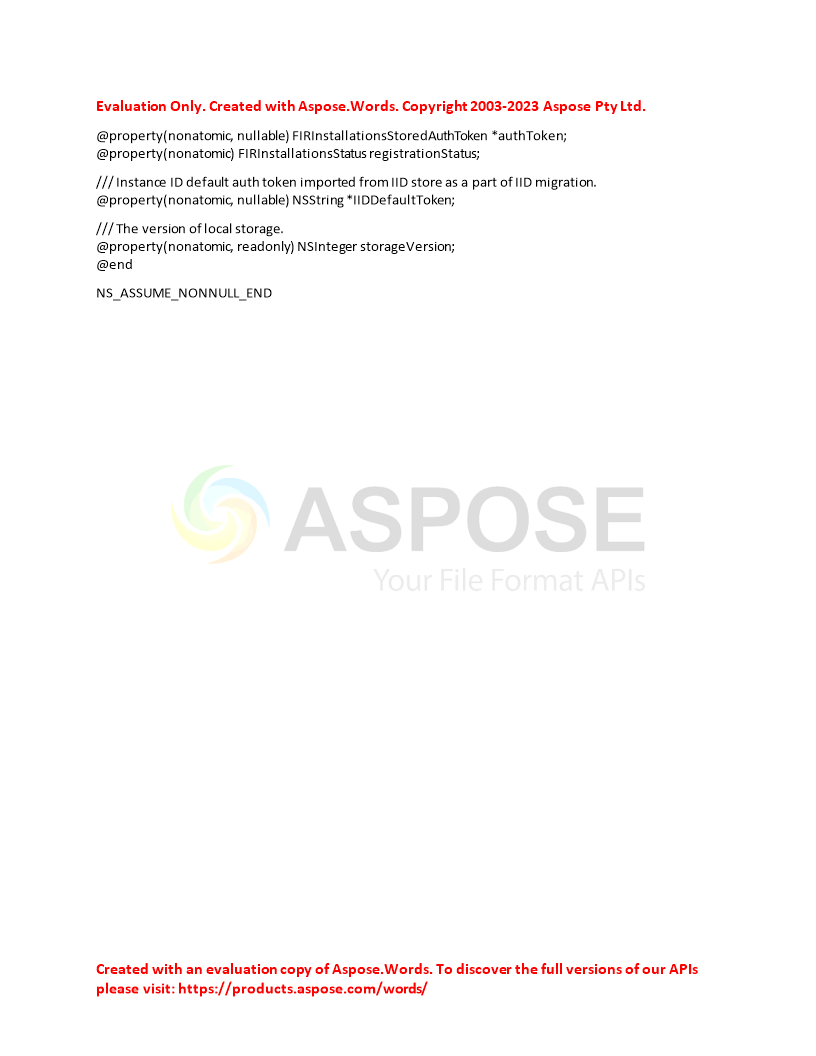 Evaluation Only. Created with Aspose.Words. Copyright 2003-2023 Aspose Pty Ltd.
@property(nonatomic, nullable) FIRInstallationsStoredAuthToken *authToken;
@property(nonatomic) FIRInstallationsStatus registrationStatus;
/// Instance ID default auth token imported from IID store as a part of IID migration.
@property(nonatomic, nullable) NSString *IIDDefaultToken;
/// The version of local storage.
@property(nonatomic, readonly) NSInteger storageVersion;
@end
NS_ASSUME_NONNULL_END
ASPOSE
Your File Format APIs
Created with an evaluation copy of Aspose.Words. To discover the full versions of our APIs
please visit: https://products.aspose.com/words/